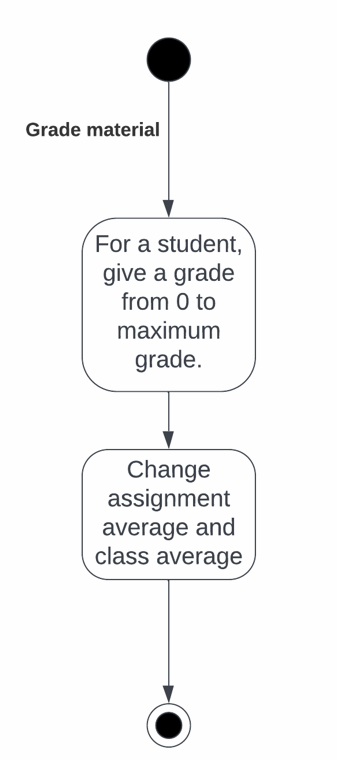 Grade material
For a student,
give a grade
from 0 to
maximum
grade.
Change
assignment
average and
class average